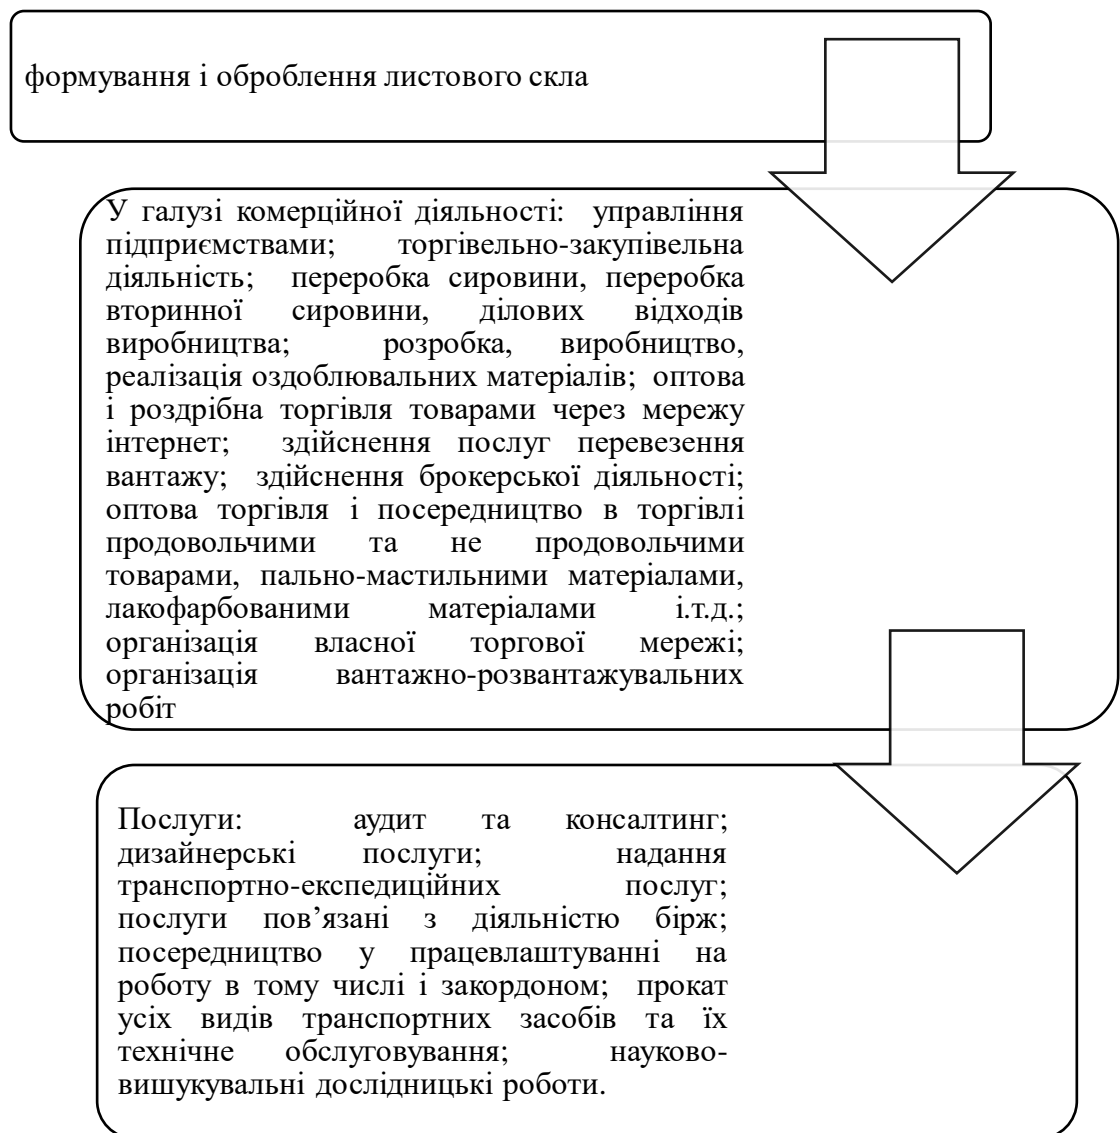 формування і оброблення листового скла
У галузі комерційної діяльності: управління
підприємствами; торгівельно-закупівельна
діяльність; переробка сировини, переробка
вторинної сировини, ділових відходів
виробництва; розробка, виробництво,
реалізація оздоблювальних матеріалів; оптова
і роздрібна торгівля товарами через мережу
інтернет; здійснення послуг перевезення
вантажу; здійснення брокерської діяльності;
оптова торгівля і посередництво в торгівлі
продовольчими та не продовольчими
товарами, пально-мастильними матеріалами,
лакофарбованими матеріалами і.т.д.;
організація власної торгової мережі;
організація вантажно-розвантажувальних
робіт
Послуги: аудит та консалтинг;
дизайнерські послуги; надання
транспортно-експедиційних послуг;
послуги пов’язані з діяльністю бірж;
посередництво у працевлаштуванні на
роботу в тому числі і закордоном; прокат
усіх видів транспортних засобів та їх
технічне обслуговування; науково-
вишукувальні дослідницькі роботи.